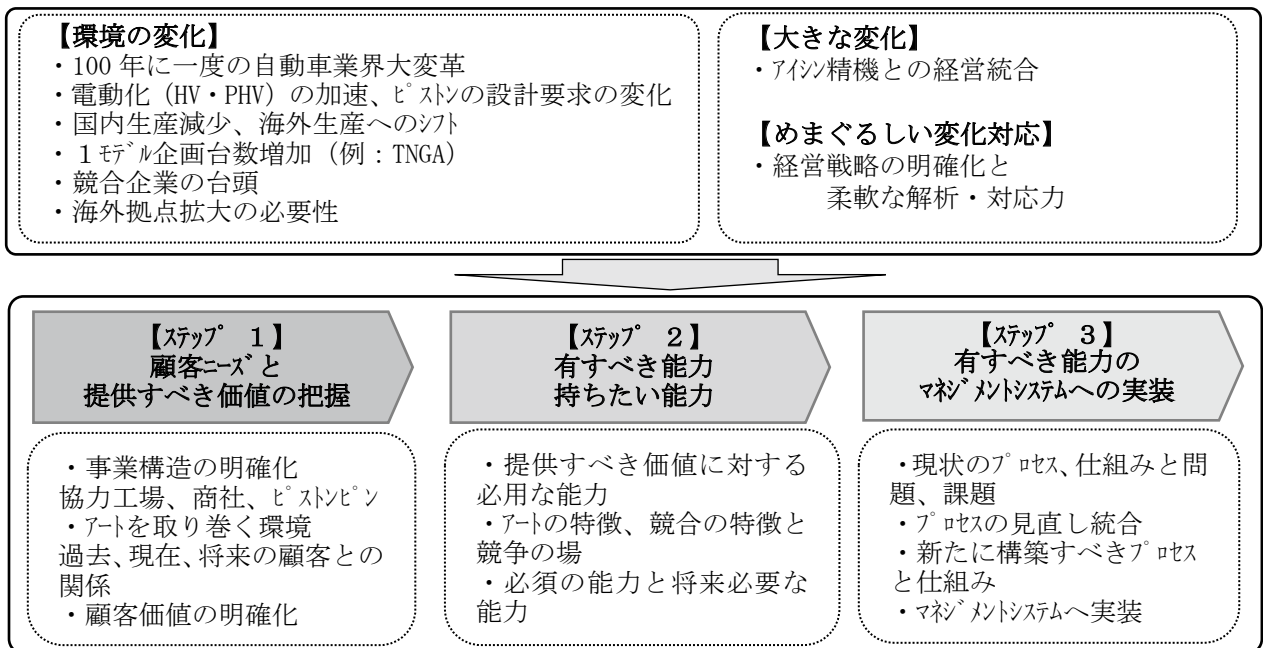 【環境の変化】
・100 年に一度の自動車業界大変革
・電動化（HV・PHV）の加速、ﾋﾟｽﾄﾝの設計要求の変化
・国内生産減少、海外生産へのｼﾌﾄ
・１ﾓﾃﾞﾙ企画台数増加（例：TNGA）
・競合企業の台頭
・海外拠点拡大の必要性
【大きな変化】
・ｱｲｼﾝ精機との経営統合
【めまぐるしい変化対応】
・経営戦略の明確化と
柔軟な解析・対応力
【ｽﾃｯﾌﾟ １】
顧客ﾆｰｽﾞと
提供すべき価値の把握
・事業構造の明確化
協力工場、商社、ﾋﾟｽﾄﾝﾋﾟﾝ
・ｱｰﾄを取り巻く環境
過去、現在、将来の顧客との
関係
・顧客価値の明確化
【ｽﾃｯﾌﾟ ２】
有すべき能力
持ちたい能力
・提供すべき価値に対する
必用な能力
・ｱｰﾄの特徴、競合の特徴と
競争の場
・必須の能力と将来必要な
能力
【ｽﾃｯﾌﾟ ３】
有すべき能力の
ﾏﾈｼﾞﾒﾝﾄｼｽﾃﾑへの実装
・現状のﾌﾟﾛｾｽ、仕組みと問
題、課題
・ﾌﾟﾛｾｽの見直し統合
・新たに構築すべきﾌﾟﾛｾｽ
と仕組み
・ﾏﾈｼﾞﾒﾝﾄｼｽﾃﾑへ実装